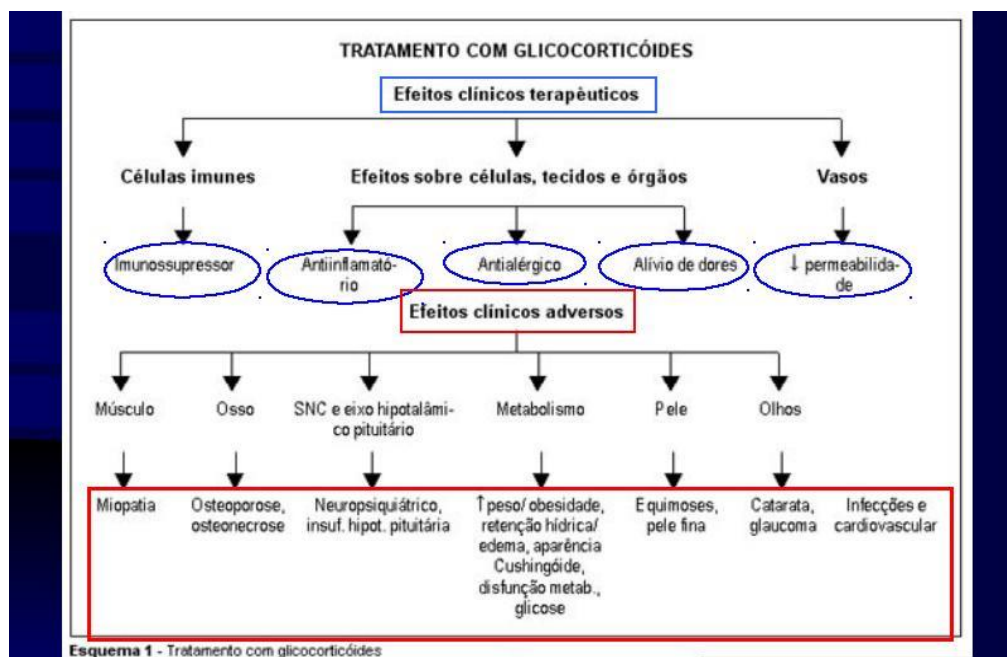 TRATAMENTO COM GLICOCORTICÓIDES
Efeitos clínicos terapèuticos
Células imunes
Efeitos sobre células, tecidos e órgãos
Vasos
Imunossupressor
Antiinflamató-
rio
Antialérgico
Alívio de dores
↓ permeabilida-
de
Efeitos clínicos adversos
Músculo
Osso
SNC e eixo hipotalâmi-
co pituitário
Metabolismo
Pele
Olhos
Miopatia
Osteoporose,
osteonecrose
Neuropsiquiátrico,
insuf. hipot. pituitária
↑peso/ obesidade,
retenção hídrica/
edema, aparência
Cushingóide,
disfunção metab.,
glicose
Equimoses,
pele fina
Catarata,
glaucoma
Infecções e
cardiovascular
Esquema 1 - Tratamento com glicocorticóides